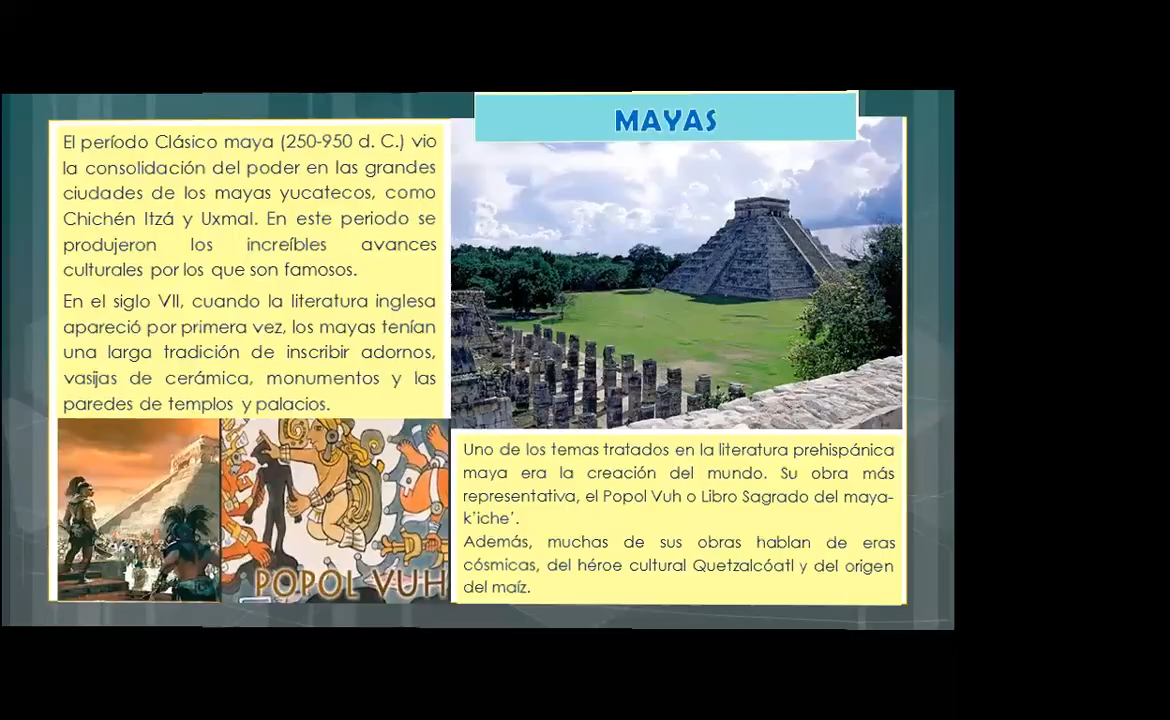 MAYAS
El período Clásico maya (250-950 d. C.) vio
la consolidación del poder en las grandes
ciudades de los mayas yucatecos, como
Chichén Itzá y Uxmal. En este periodo se
produjeron los increíbles avances
culturales por los que son famosos.
En el siglo VII, cuando la literatura inglesa
apareció por primera vez, los mayas tenían
una larga tradición de inscribir adornos,
vasijas de cerámica, monumentos y las
paredes de templos y palacios.
POPOL VUH
Uno de los temas tratados en la literatura prehispánica
maya era la creación del mundo. Su obra más
representativa, el Popol Vuh o Libro Sagrado del maya-
k'iche'.
Además, muchas de sus obras hablan de eras
cósmicas, del héroe cultural Quetzalcóatl y del origen
del maíz.